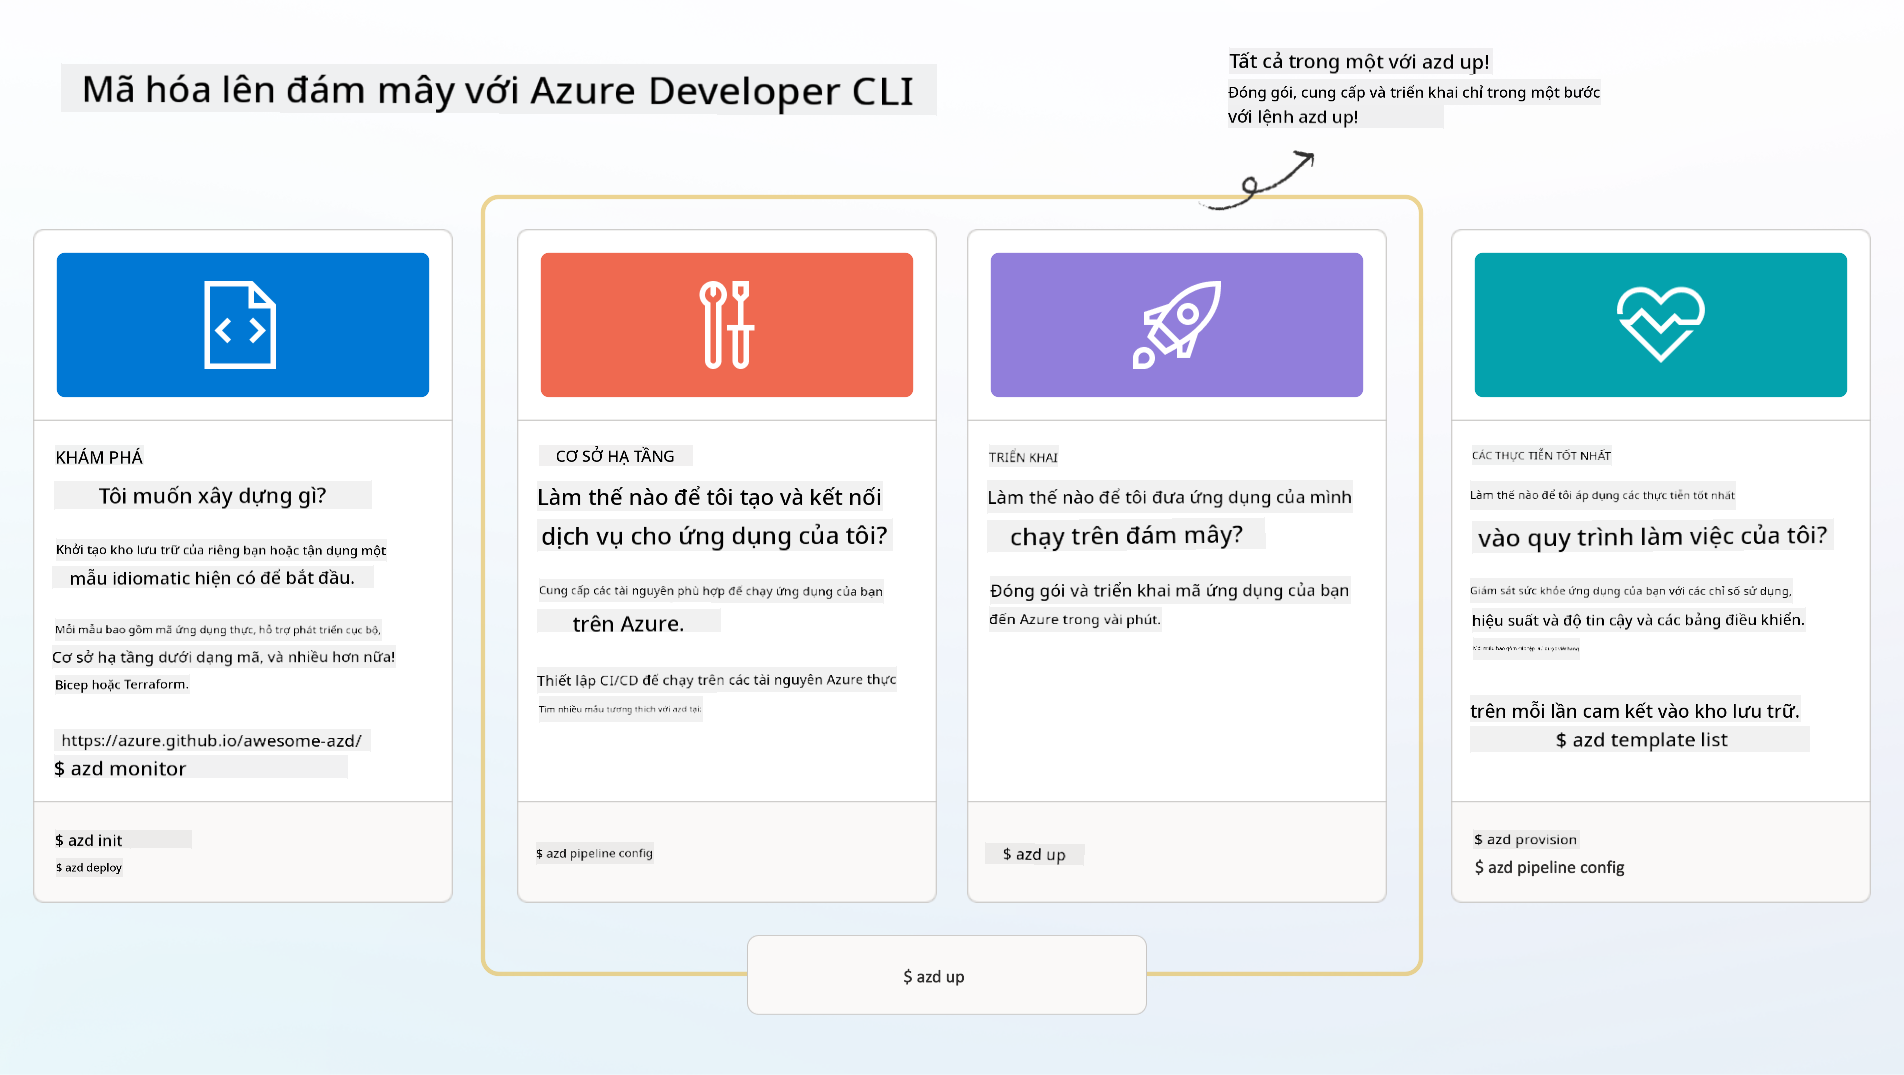 Mã hóa lên đám mây với Azure Developer CLI
Tất cả trong một với azd up!
Đóng gói, cung cấp và triển khai chỉ trong một bước
với lệnh azd up!
KHÁM PHÁ
Tôi muốn xây dựng gì?
Khởi tạo kho lưu trữ của riêng bạn hoặc tận dụng một
mẫu idiomatic hiện có để bắt đầu.
Mỗi mẫu bao gồm mã ứng dụng thực, hỗ trợ phát triển cục bộ,
Cơ sở hạ tầng dưới dạng mã, và nhiều hơn nữa!
Bicep hoặc Terraform.
https://azure.github.io/awesome-azd/
$ azd monitor
$ azd init
$ azd deploy
CƠ SỞ HẠ TẦNG
Làm thế nào để tôi tạo và kết nối
dịch vụ cho ứng dụng của tôi?
Cung cấp các tài nguyên phù hợp để chạy ứng dụng của bạn
trên Azure.
Thiết lập CI/CD để chạy trên các tài nguyên Azure thực
Tìm nhiều mẫu tương thích với azd tại:
$ azd pipeline config
TRIỂN KHAI
Làm thế nào để tôi đưa ứng dụng của mình
chạy trên đám mây?
Đóng gói và triển khai mã ứng dụng của bạn
đến Azure trong vài phút.
$ azd up
CÁC THỰC TIỄN TỐT NHẤT
Làm thế nào để tôi áp dụng các thực tiễn tốt nhất
vào quy trình làm việc của tôi?
Giám sát sức khỏe ứng dụng của bạn với các chỉ số sử dụng,
hiệu suất và độ tin cậy và các bảng điều khiển.
trên mỗi lần cam kết vào kho lưu trữ.
$ azd template list
$ azd provision
$ azd pipeline config
$ azd up